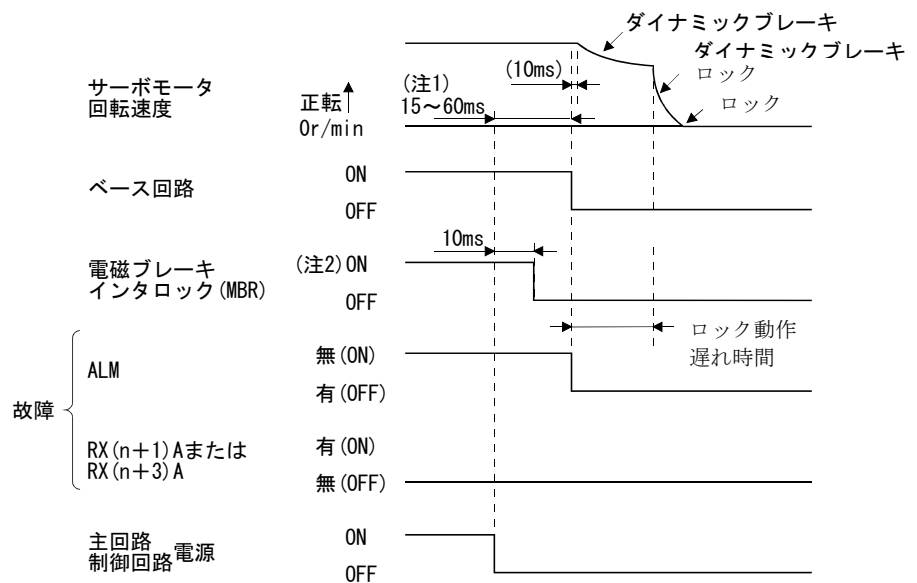 ダイナミックブレーキ
ダイナミックブレーキ
ロック
ロック
サーボモータ
回転速度
正転
0r/min
(注1)
15～60ms
(10ms)
ベース回路
ON
OFF
10ms
電磁ブレーキ
インタロック(MBR)
(注2)ON
OFF
ロック動作
遅れ時間
故障
ALM
無(ON)
有(OFF)
RX(n＋1)Aまたは
RX(n＋3)A
有(ON)
無(OFF)
主回路
制御回路
電源
ON
OFF